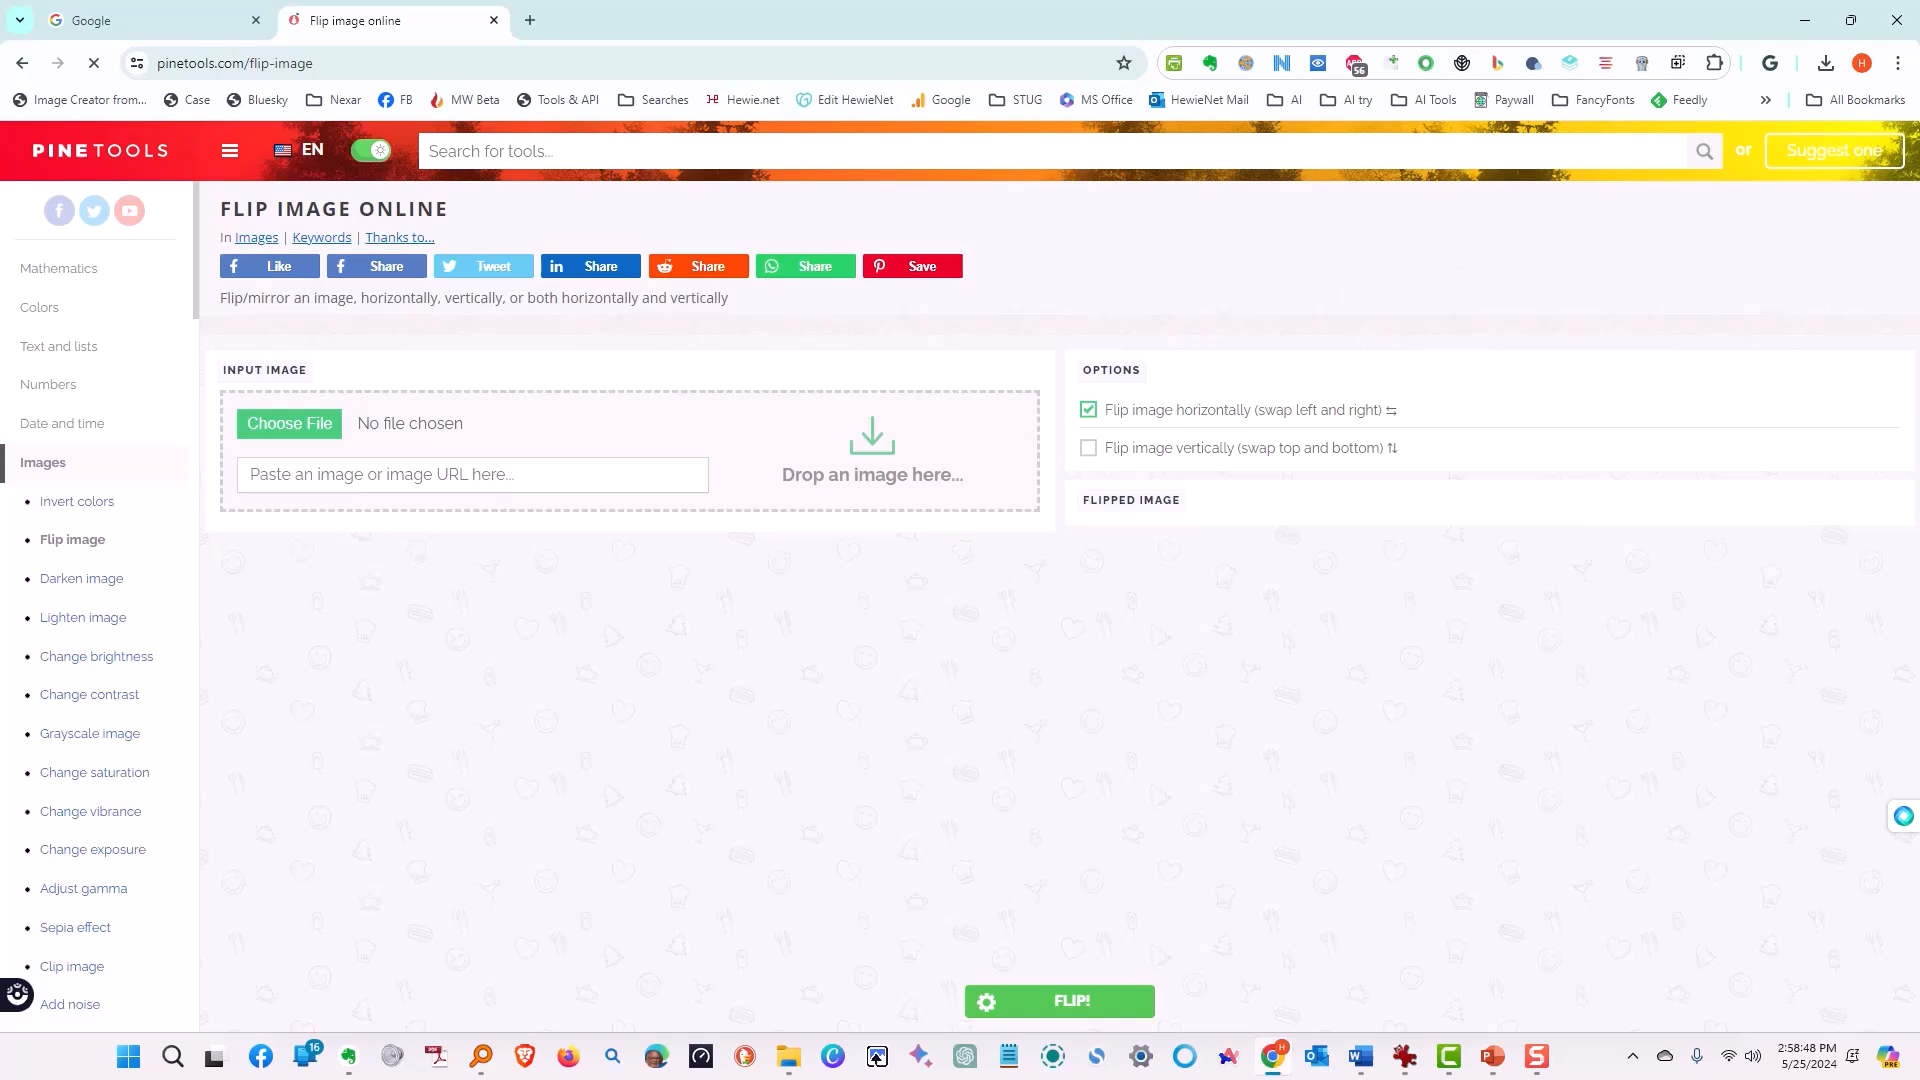 Google
Flip image online
pinetools.com/flip-image
56
H
Image Creator from...
Case
Bluesky
Nexar
FB
MW Beta
Tools & API
Searches
Hewie.net
Edit HewieNet
Google
STUG
MS Office
HewieNet Mail
AI
AI try
AI Tools
Paywall
FancyFonts
Feedly
All Bookmarks
PINETOOLS
EN
Search for tools...
or
Suggest one
FLIP IMAGE ONLINE
In Images | Keywords | Thanks to...
Like
Share
Tweet
Share
Share
Share
Save
Flip/mirror an image, horizontally, vertically, or both horizontally and vertically
Mathematics
Colors
Text and lists
Numbers
Date and time
Images
Invert colors
Flip image
Darken image
Lighten image
Change brightness
Change contrast
Grayscale image
Change saturation
Change vibrance
Change exposure
Adjust gamma
Sepia effect
Clip image
Add noise
INPUT IMAGE
Choose File No file chosen
Paste an image or image URL here...
Drop an image here...
OPTIONS
Flip image horizontally (swap left and right)
Flip image vertically (swap top and bottom)
FLIPPED IMAGE
FLIP!
16
2:58:48 PM
5/25/2024